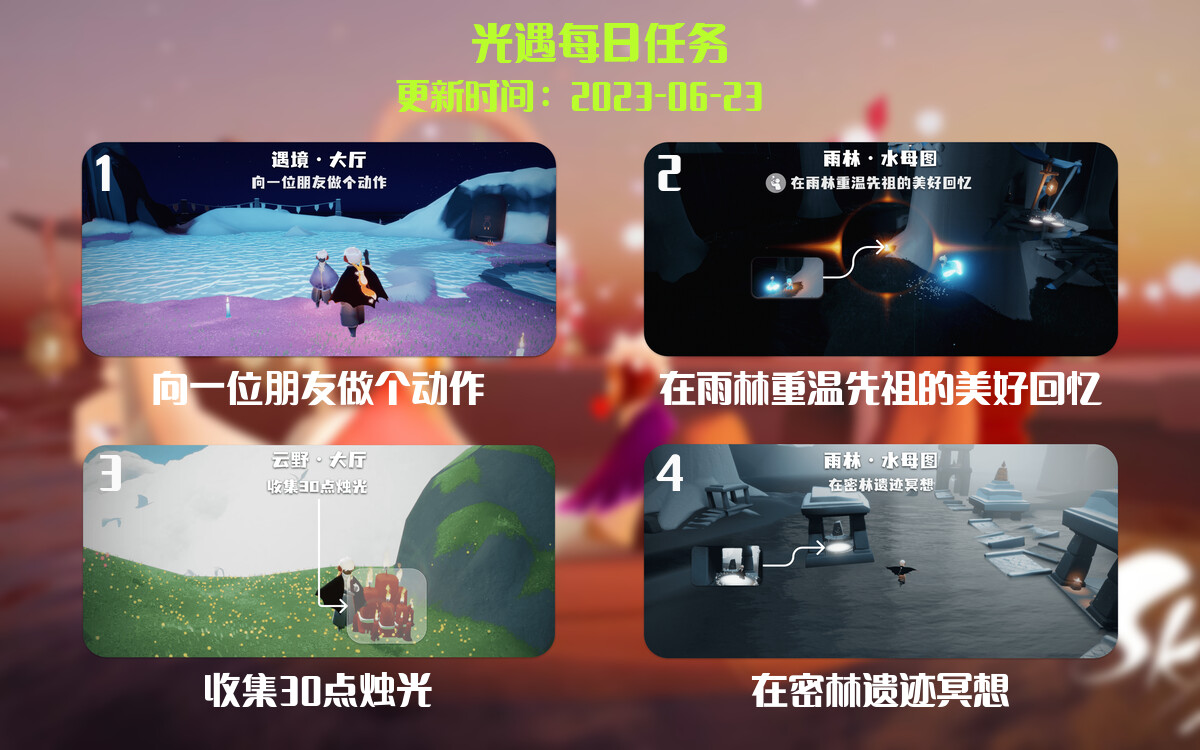 光遇每日任务
更新时间：2023-06-23
1
遇境·大厅
向一位朋友做个动作
向一位朋友做个动作
2
雨林·水母图
在雨林重温先祖的美好回忆
在雨林重温先祖的美好回忆
3
云野·大厅
收集30点烛光
收集30点烛光
4
雨林·水母图
在密林遗迹冥想
在密林遗迹冥想
Sk